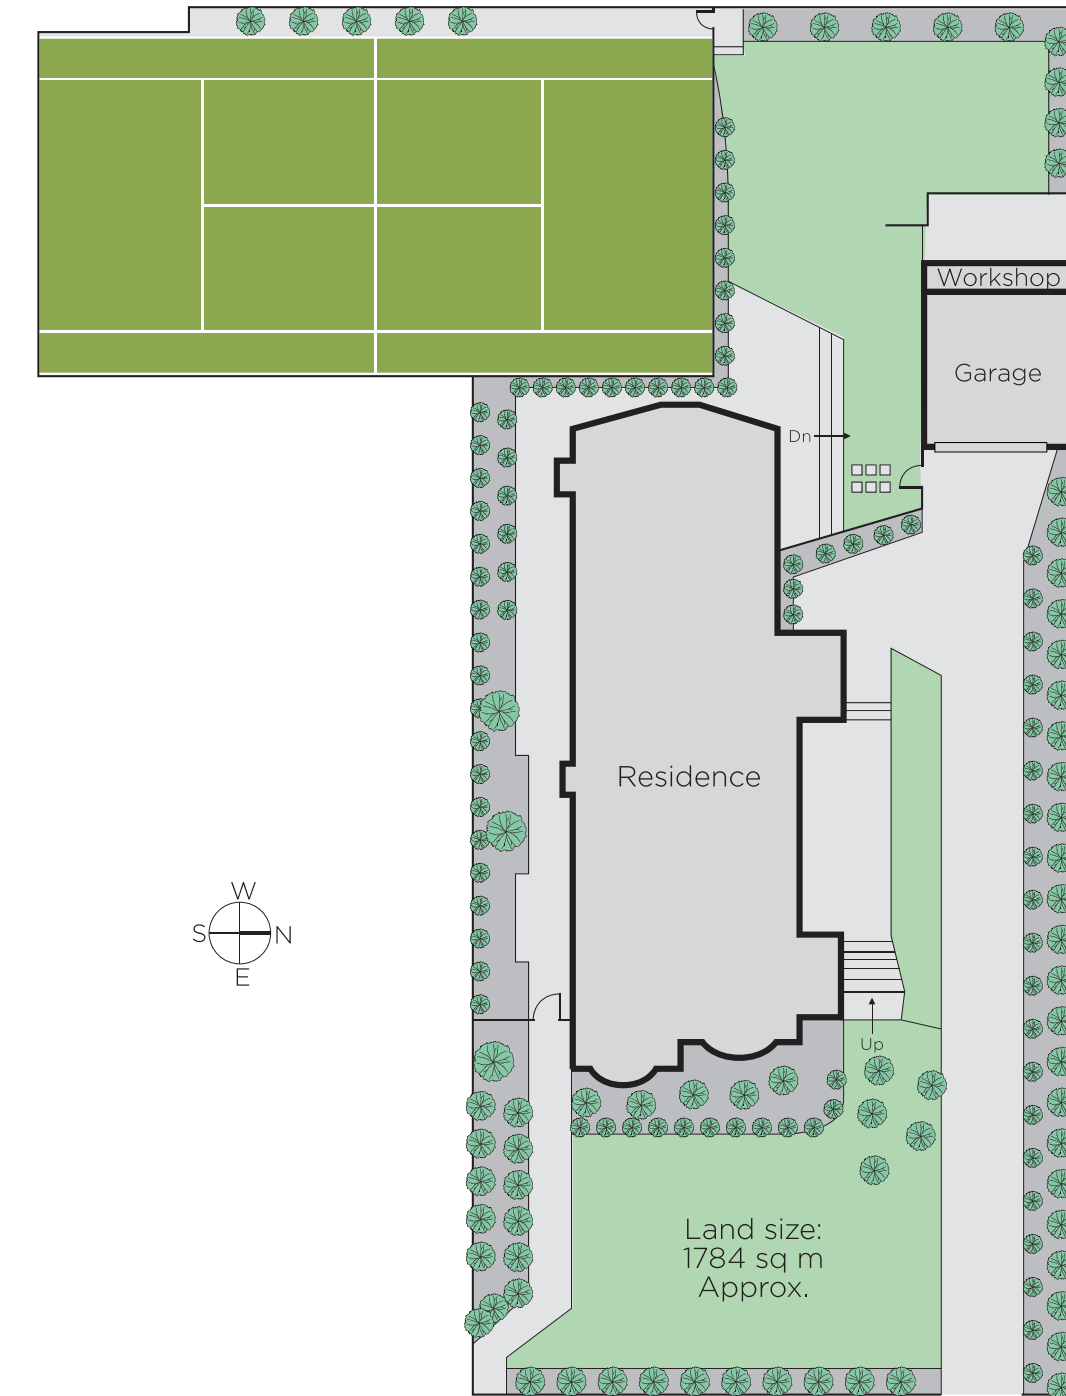 Workshop
Garage
Dn
Residence
W
S N
E
Up
Land size:
1784 sq m
Approx.